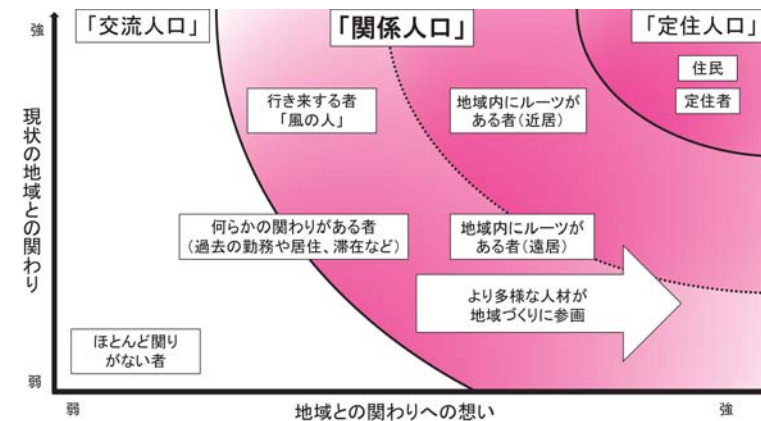 「交流人口」
「関係人口」
「定住人口」
強
現状の地域との関わり
弱
住民
定住者
行き来する者
「風の人」
地域内にルーツが
ある者(近居)
何らかの関わりがある者
(過去の勤務や居住、滞在など)
地域内にルーツが
ある者(遠居)
より多様な人材が
地域づくりに参画
ほとんど関り
がない者
弱
地域との関わりへの想い
強